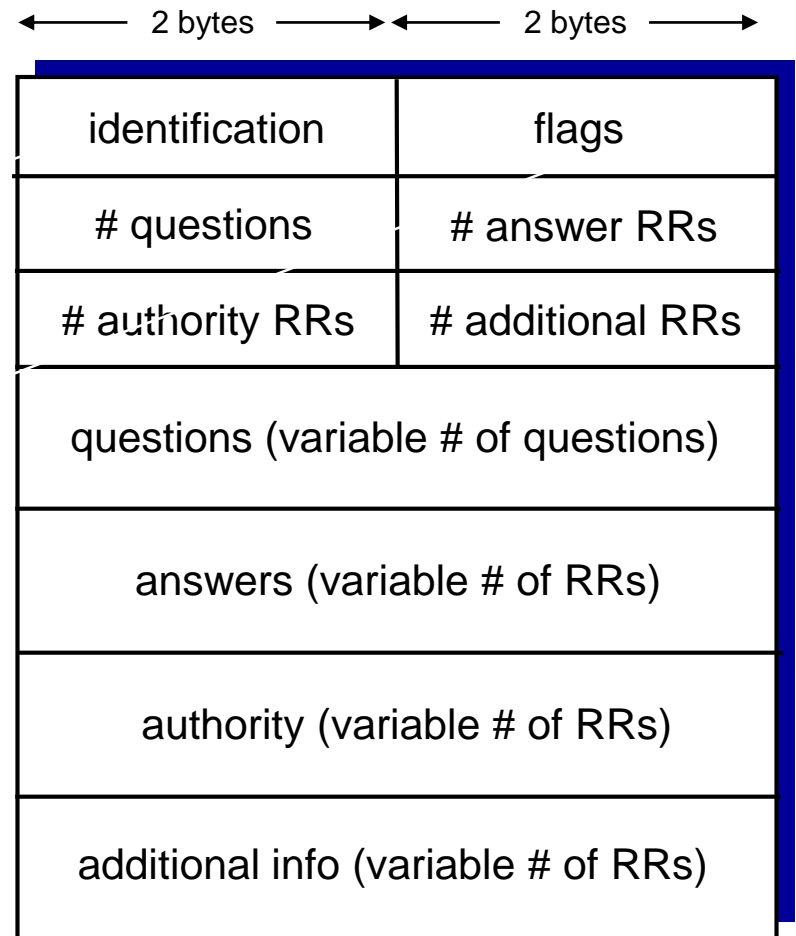 2 bytes 2 bytes
identification flags
# questions # answer RRs
# authority RRs # additional RRs
questions (variable # of questions)
answers (variable # of RRs)
authority (variable # of RRs)
additional info (variable # of RRs)